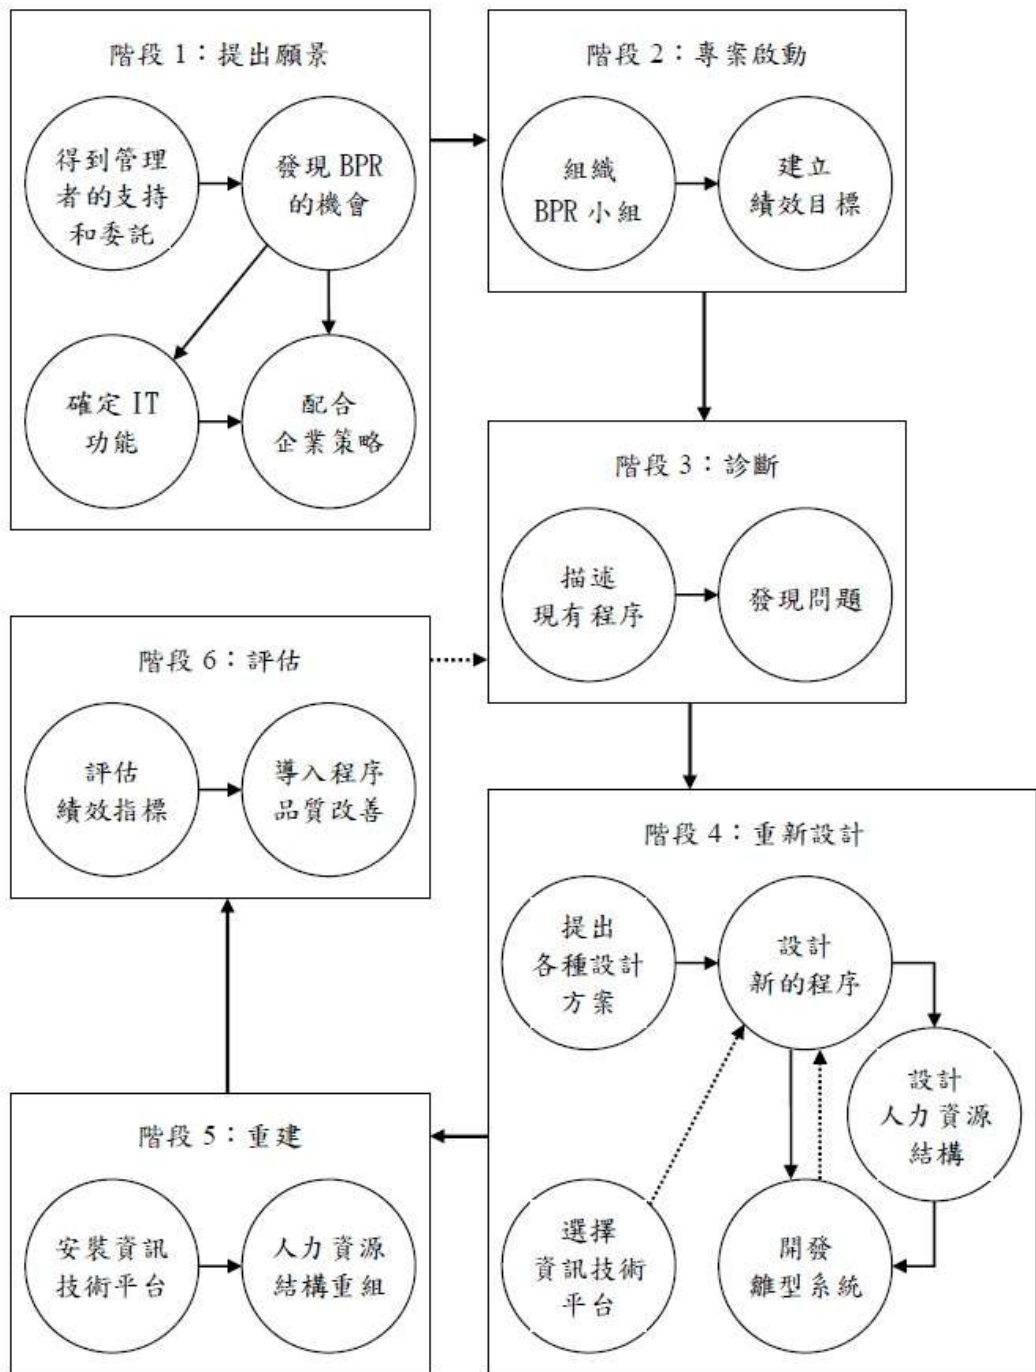 階段 1：提出願景
得到管理
者的支持
和委託
發現 BPR
的機會
確定 IT
功能
配合
企業策略
階段 2：專案啟動
組織
BPR 小組
建立
績效目標
階段 3：診斷
描述
現有程序
發現問題
階段 4：重新設計
提出
各種設計
方案
設計
新的程序
設計
人力資源
結構
選擇
資訊技術
平台
開發
離型系統
階段 5：重建
安裝資訊
技術平台
人力資源
結構重組
階段 6：評估
評估
績效指標
導入程序
品質改善